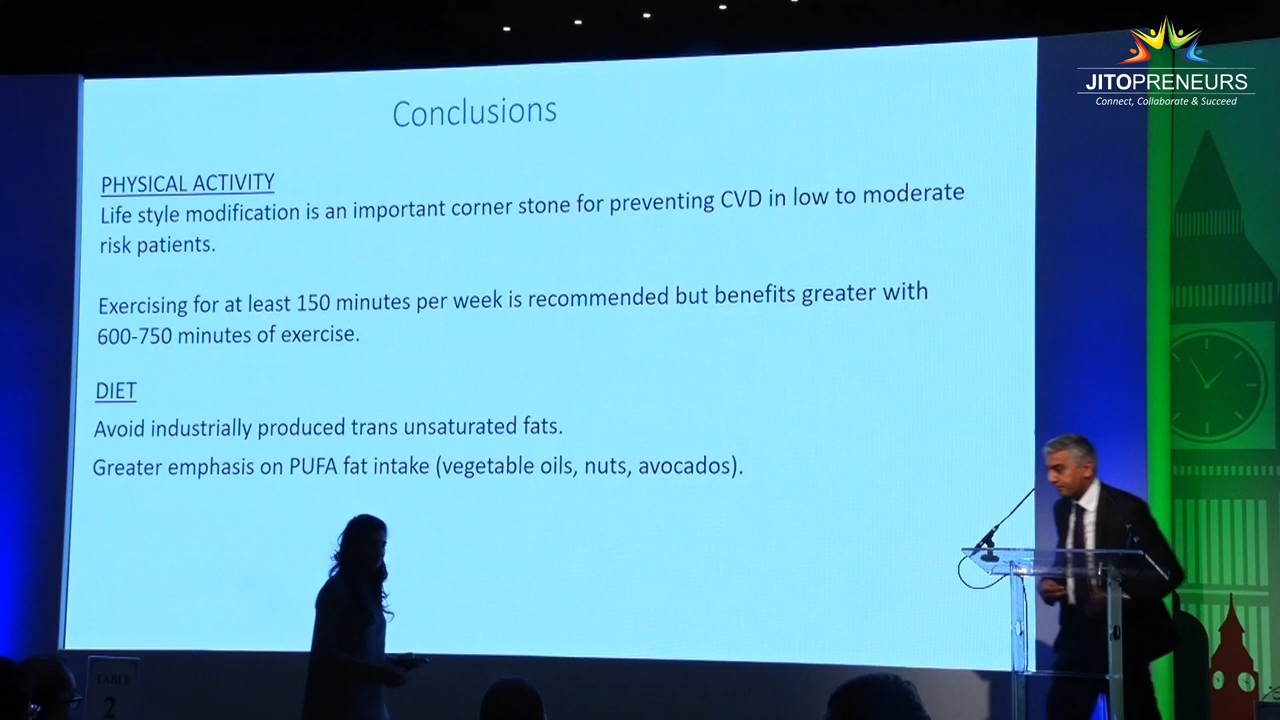 JITOPRENEURS
Connect, Collaborate & Succeed
Conclusions
PHYSICAL ACTIVITY
Life style modification is an important corner stone for preventing CVD in low to moderate
risk patients.
Exercising for at least 150 minutes per week is recommended but benefits greater with
600-750 minutes of exercise.
DIET
Avoid industrially produced trans unsaturated fats.
Greater emphasis on PUFA fat intake (vegetable oils, nuts, avocados).
TABLE
2